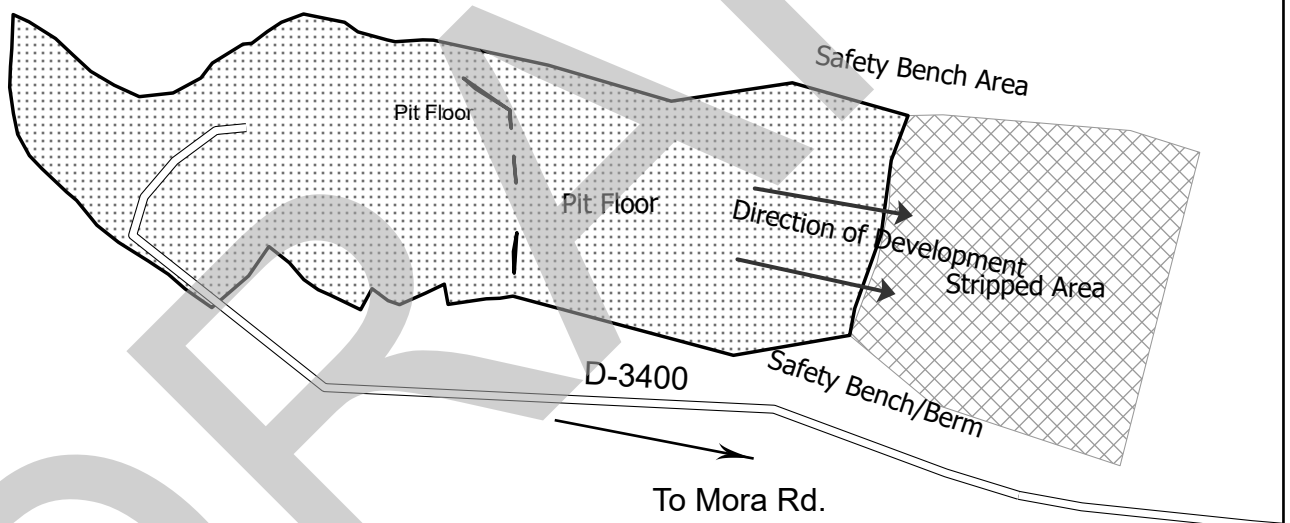 Safety Bench Area
Pit Floor
Pit Floor
Direction of Development
Stripped Area
Safety Bench/Berm
D-3400
To Mora Rd.